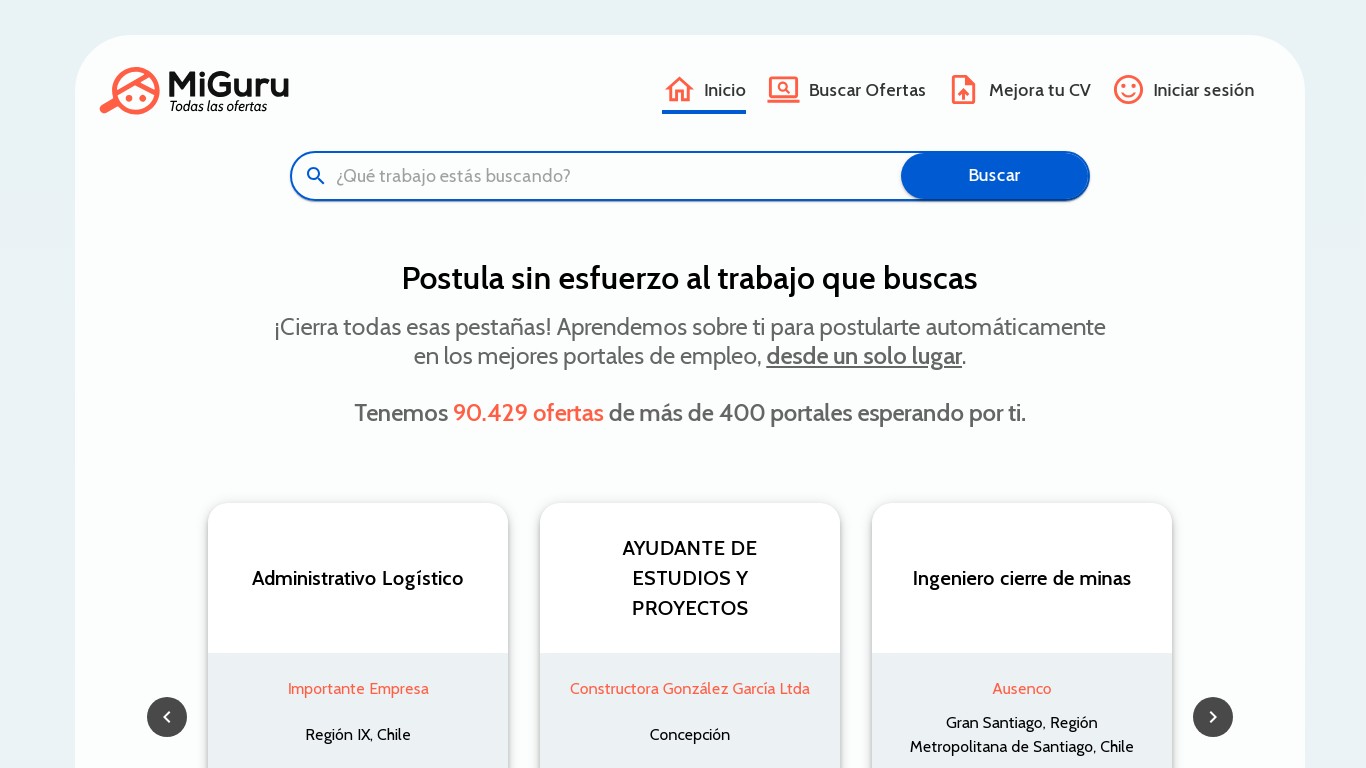 MiGuru
Todas las ofertas
Inicio
Buscar Ofertas
Mejora tu CV
Iniciar sesión
¿Qué trabajo estás buscando?
Buscar
Postula sin esfuerzo al trabajo que buscas
¡Cierra todas esas pestañas! Aprendemos sobre ti para postularte automáticamente
en los mejores portales de empleo, desde un solo lugar.
Tenemos 90.429 ofertas de más de 400 portales esperando por ti.
Administrativo Logístico
Importante Empresa
Región IX, Chile
AYUDANTE DE
ESTUDIOS Y
PROYECTOS
Constructora González García Ltda
Concepción
Ingeniero cierre de minas
Ausenco
Gran Santiago, Región
Metropolitana de Santiago, Chile